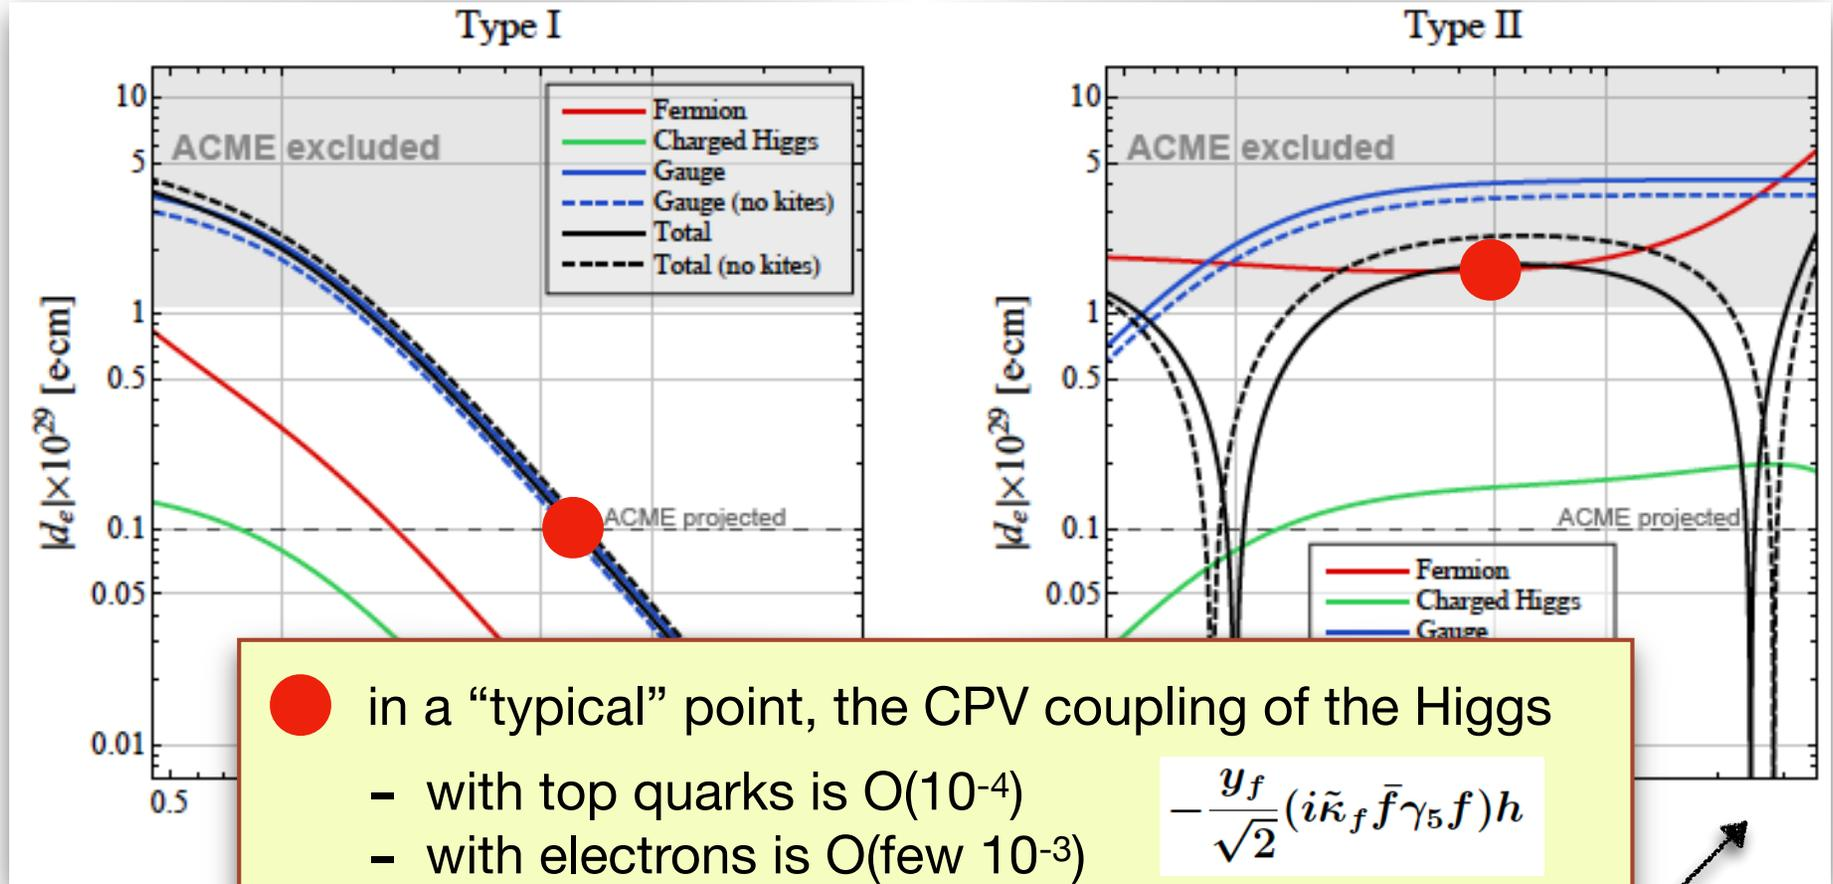 Type I
10
5
1
0.5
0.1
0.05
0.01
0.5
|d_e|×10^29 [e·cm]
ACME excluded
Fermion
Charged Higgs
Gauge
Gauge (no kites)
Total
Total (no kites)
ACME projected
Type II
10
5
1
0.5
0.1
0.05
|d_e|×10^29 [e·cm]
ACME excluded
ACME projected
Fermion
Charged Higgs
Gauge
in a “typical” point, the CPV coupling of the Higgs
– with top quarks is O(10^-4)
– with electrons is O(few 10^-3)
−y_f/√2 (iκ̃_f f̄γ_5 f)h